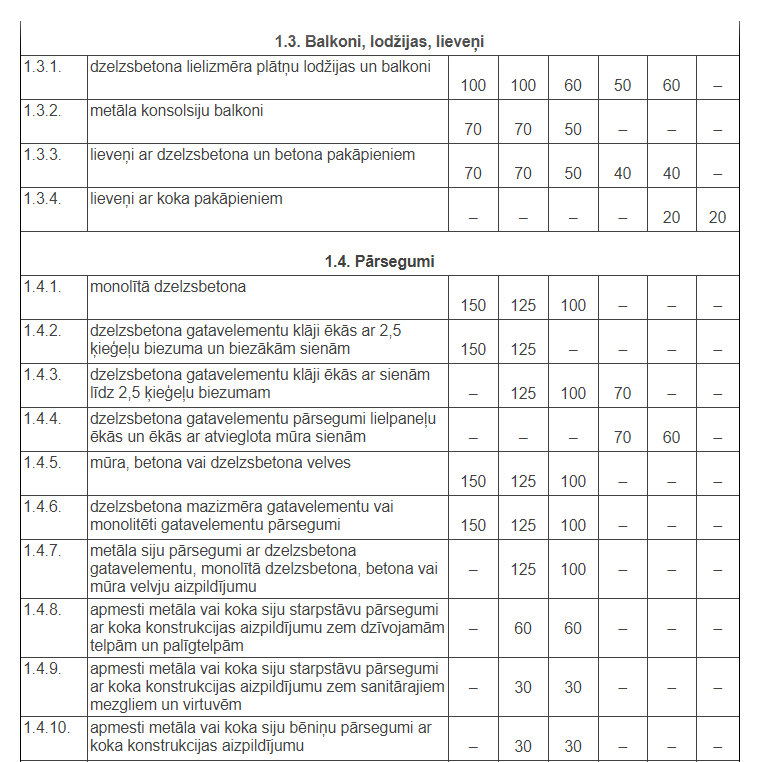 1.3. Balkoni, lodžijas, lieveņi
1.3.1. dzelzsbetona lielizmēra plātņu lodžijas un balkoni
100 100 60 50 60 –
1.3.2. metāla konsolsiju balkoni
70 70 50 – – –
1.3.3. lieveņi ar dzelzsbetona un betona pakāpieniem
70 70 50 40 40 –
1.3.4. lieveņi ar koka pakāpieniem
– – – – 20 20
1.4. Pārsegumi
1.4.1. monolītā dzelzsbetona
150 125 100 – – –
1.4.2. dzelzsbetona gatavelementu klāji ēkās ar 2,5
ķieģeļu biezuma un biezākām sienām 150 125 – – – –
1.4.3. dzelzsbetona gatavelementu klāji ēkās ar sienām
līdz 2,5 ķieģeļu biezumam – 125 100 70 – –
1.4.4. dzelzsbetona gatavelementu pārsegumi lielpaneļu
ēkās un ēkās ar atvieglota mūra sienām – – – 70 60 –
1.4.5. mūra, betona vai dzelzsbetona velves
150 125 100 – – –
1.4.6. dzelzsbetona mazizmēra gatavelementu vai
monolitēti gatavelementu pārsegumi 150 125 100 – – –
1.4.7. metāla siju pārsegumi ar dzelzsbetona
gatavelementu, monolītā dzelzsbetona, betona vai – 125 100 – – –
mūra velvju aizpildījumu
1.4.8. apmesti metāla vai koka siju starpstāvu pārsegumi
ar koka konstrukcijas aizpildījumu zem dzīvojamām – 60 60 – – –
telpām un palīgtelpām
1.4.9. apmesti metāla vai koka siju starpstāvu pārsegumi
ar koka konstrukcijas aizpildījumu zem sanitārajiem – 30 30 – – –
mezgliem un virtuvēm
1.4.10. apmesti metāla vai koka siju bēniņu pārsegumi ar
koka konstrukcijas aizpildījumu – 30 30 – – –